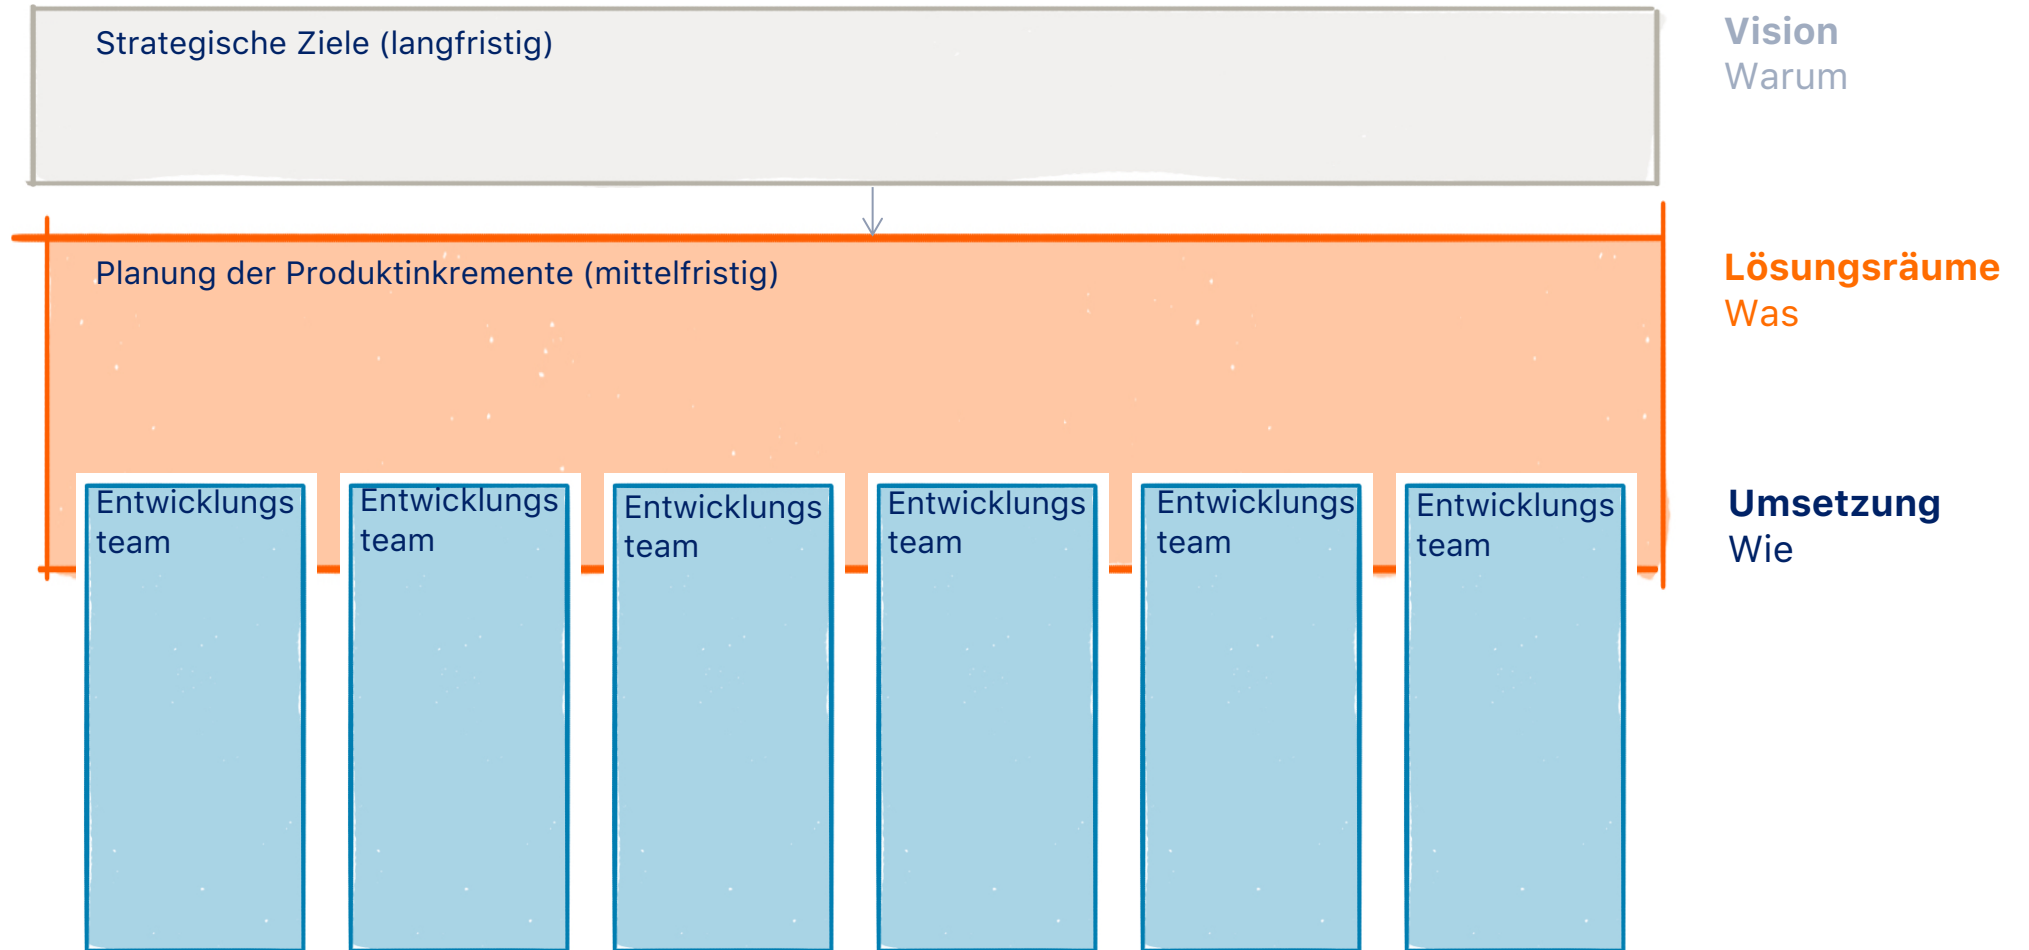 Strategische Ziele (langfristig)
Vision
Warum
Planung der Produktinkremente (mittelfristig)
Lösungsräume
Was
Entwicklungs
team
Entwicklungs
team
Entwicklungs
team
Entwicklungs
team
Entwicklungs
team
Entwicklungs
team
Umsetzung
Wie